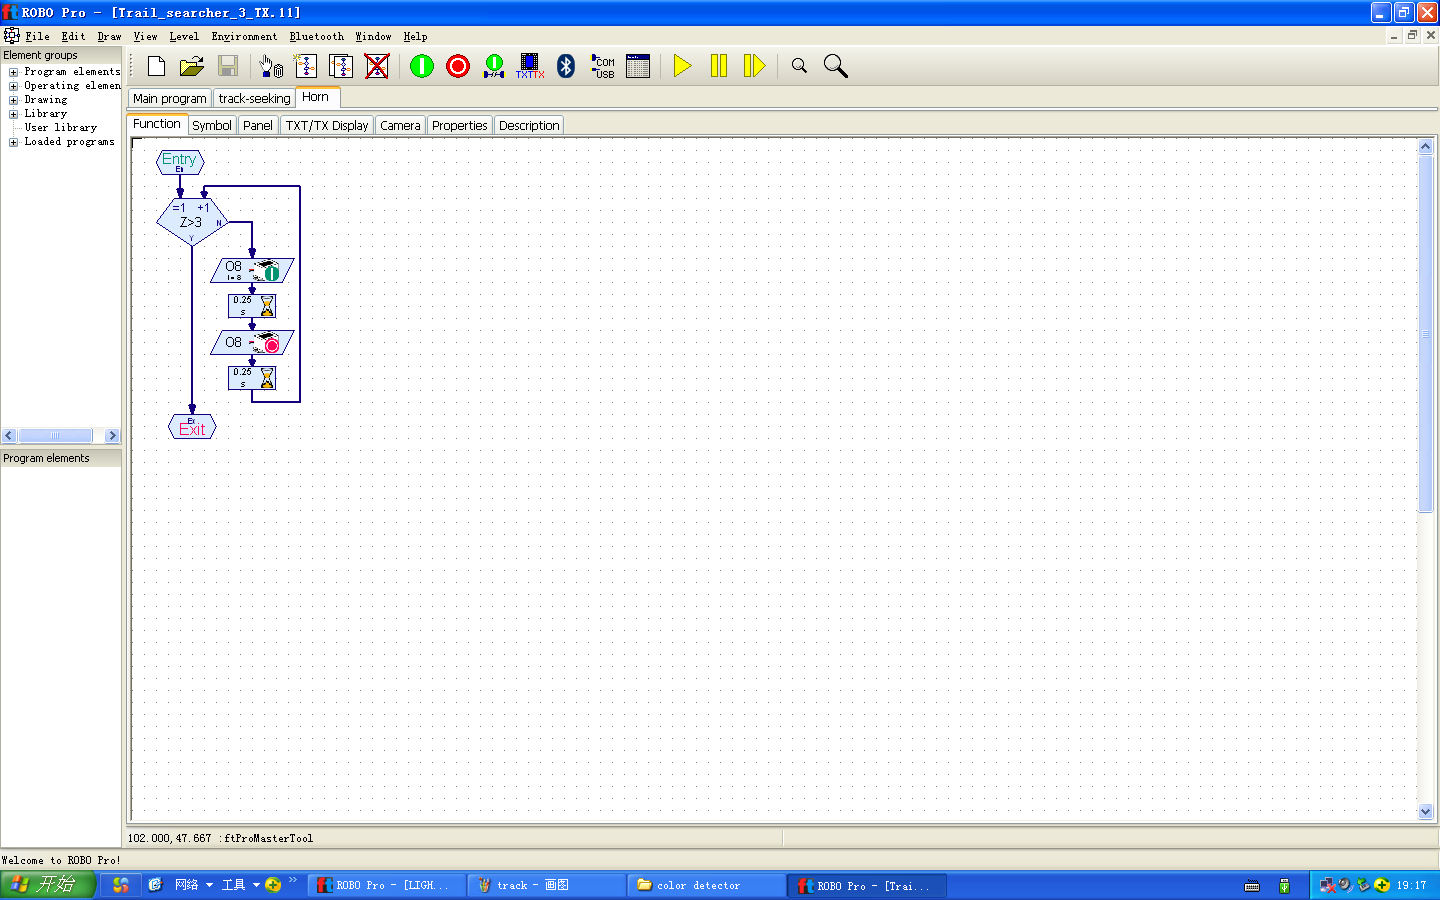 ROBO Pro - [Trail_searcher_3_TX.11]
File Edit Draw View Level Environment Bluetooth Window Help
Element groups
Program elements
Operating elemen
Drawing
Library
User library
Loaded programs
TXT TX
COM
USB
Main program track-seeking Horn
Function Symbol Panel TXT/TX Display Camera Properties Description
Entry
=1 +1
Z>3
N
Y
O8
I= 8
0.25
s
O8
0.25
s
Exit
Program elements
102.000,47.667 :ftProMasterTool
Welcome to ROBO Pro!
开始 网络 工具 » ROBO Pro - [LIGH... track - 画图 color detector ROBO Pro - [Trai... 19:17